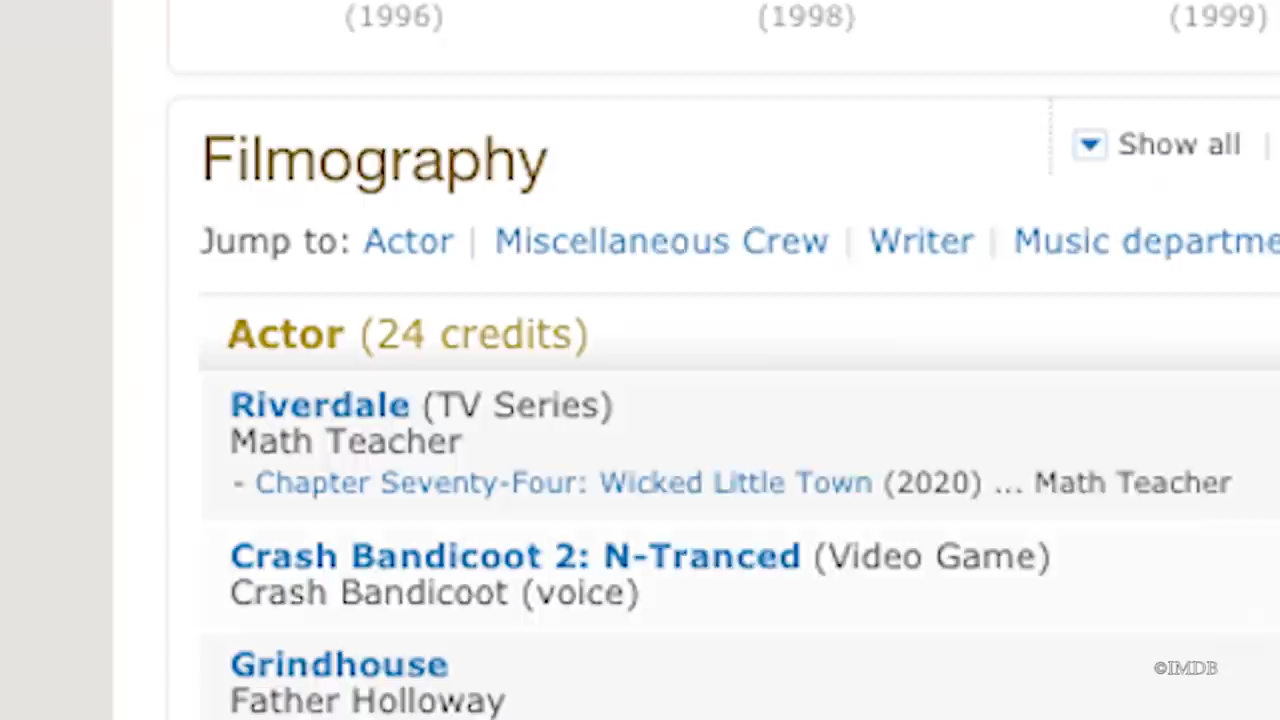 (1996) (1998) (1999)
Filmography
Show all |
Jump to: Actor | Miscellaneous Crew | Writer | Music departme
Actor (24 credits)
Riverdale (TV Series)
Math Teacher
- Chapter Seventy-Four: Wicked Little Town (2020) ... Math Teacher
Crash Bandicoot 2: N-Tranced (Video Game)
Crash Bandicoot (voice)
Grindhouse
Father Holloway
©IMDB